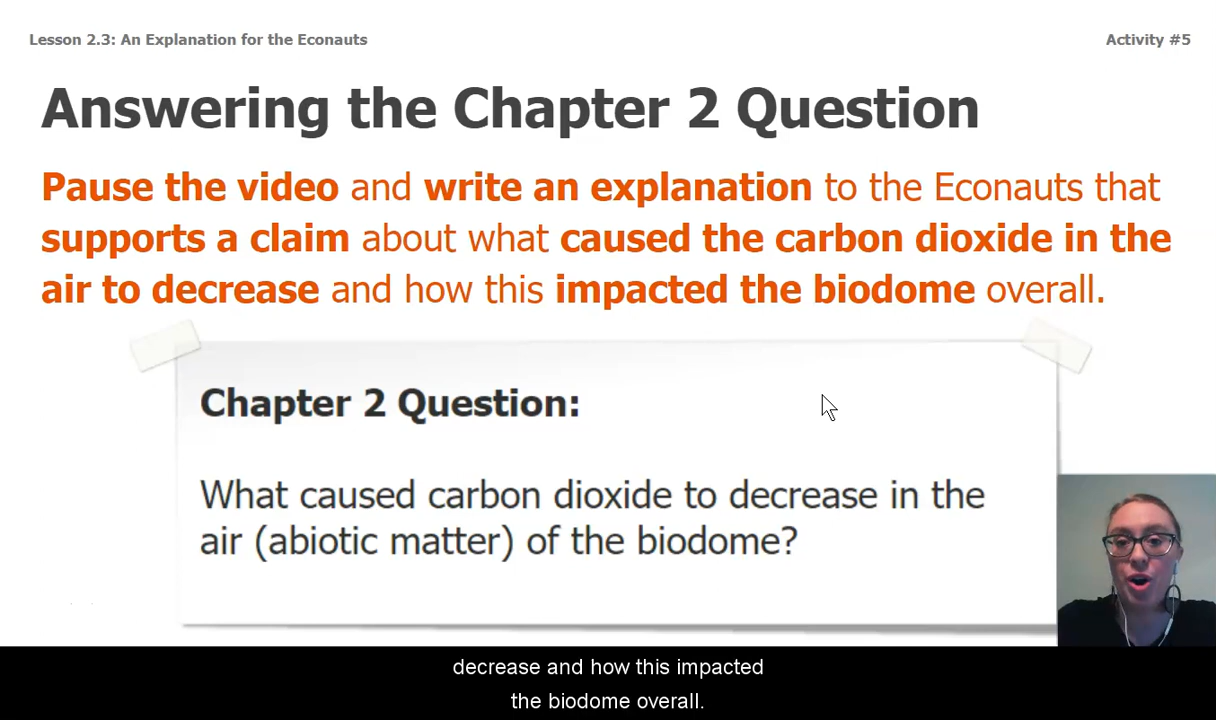 Lesson 2.3: An Explanation for the Econauts
Activity #5
Answering the Chapter 2 Question
Pause the video and write an explanation to the Econauts that
supports a claim about what caused the carbon dioxide in the
air to decrease and how this impacted the biodome overall.
Chapter 2 Question:
What caused carbon dioxide to decrease in the
air (abiotic matter) of the biodome?
decrease and how this impacted
the biodome overall.